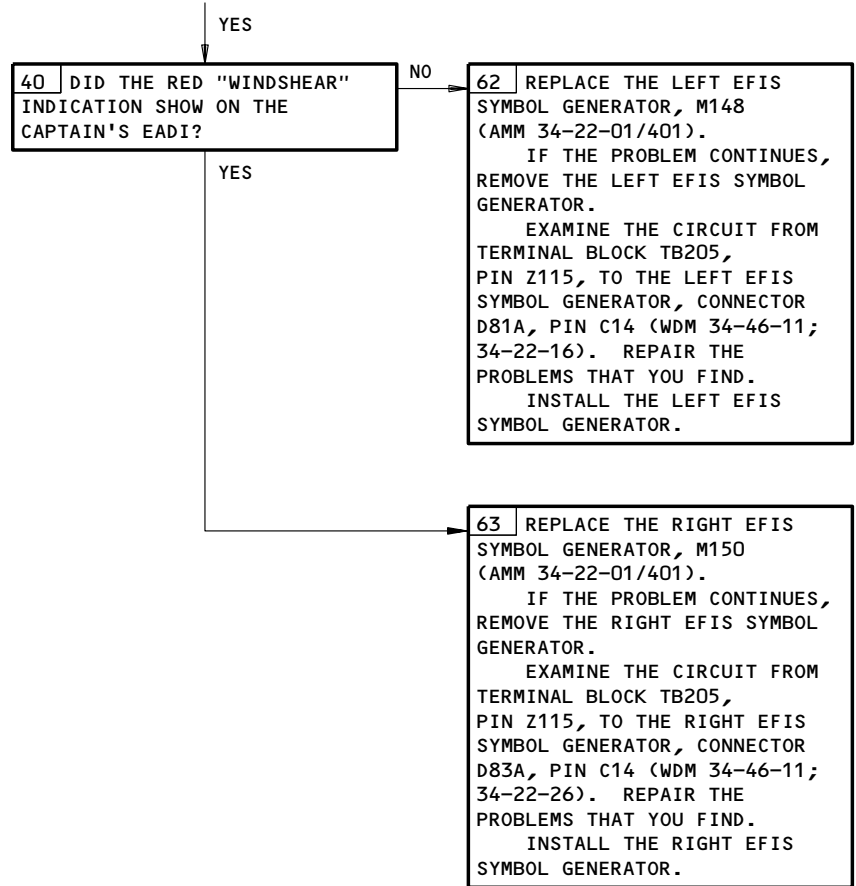 YES
40 DID THE RED "WINDSHEAR"
INDICATION SHOW ON THE
CAPTAIN'S EADI?
NO
YES
62 REPLACE THE LEFT EFIS
SYMBOL GENERATOR, M148
(AMM 34-22-01/401).
IF THE PROBLEM CONTINUES,
REMOVE THE LEFT EFIS SYMBOL
GENERATOR.
EXAMINE THE CIRCUIT FROM
TERMINAL BLOCK TB205,
PIN Z115, TO THE LEFT EFIS
SYMBOL GENERATOR, CONNECTOR
D81A, PIN C14 (WDM 34-46-11;
34-22-16). REPAIR THE
PROBLEMS THAT YOU FIND.
INSTALL THE LEFT EFIS
SYMBOL GENERATOR.
63 REPLACE THE RIGHT EFIS
SYMBOL GENERATOR, M150
(AMM 34-22-01/401).
IF THE PROBLEM CONTINUES,
REMOVE THE RIGHT EFIS SYMBOL
GENERATOR.
EXAMINE THE CIRCUIT FROM
TERMINAL BLOCK TB205,
PIN Z115, TO THE RIGHT EFIS
SYMBOL GENERATOR, CONNECTOR
D83A, PIN C14 (WDM 34-46-11;
34-22-26). REPAIR THE
PROBLEMS THAT YOU FIND.
INSTALL THE RIGHT EFIS
SYMBOL GENERATOR.